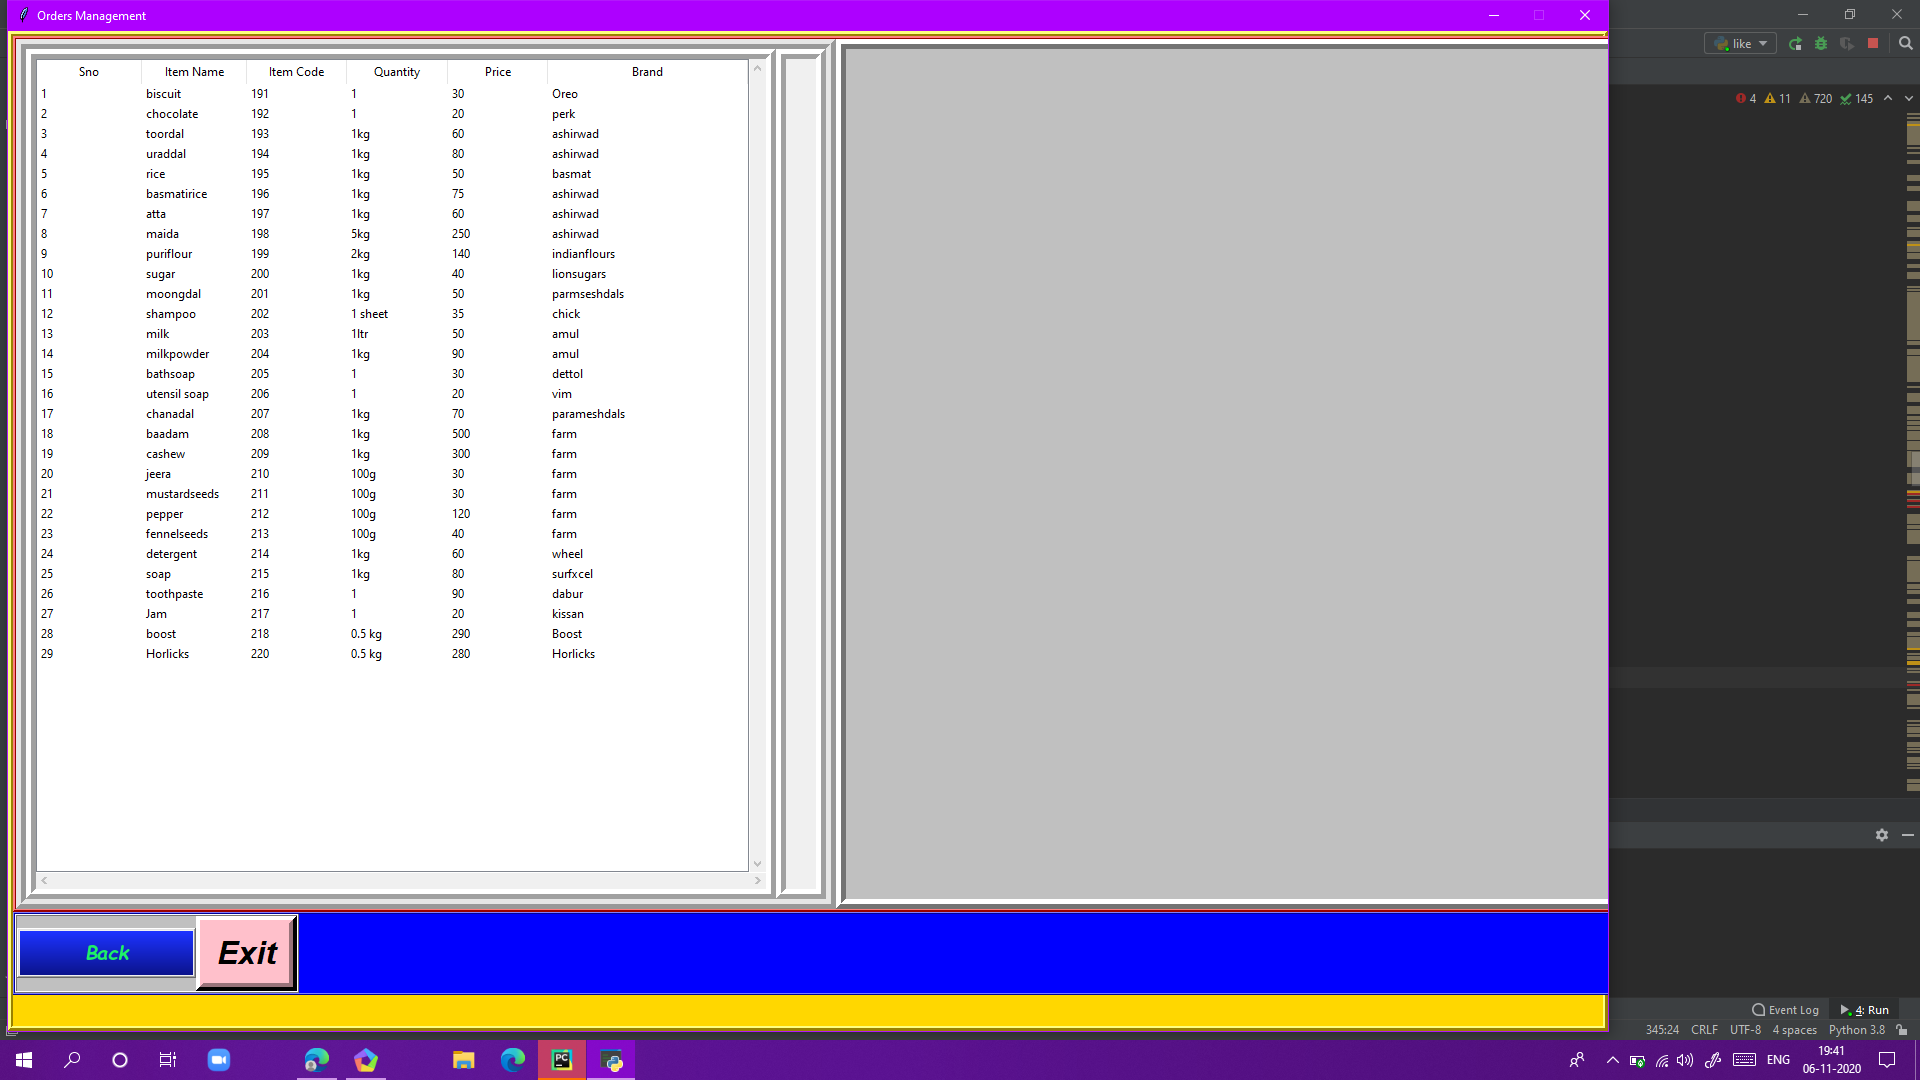 Orders Management
like
4 11 720 145
Sno Item Name Item Code Quantity Price Brand
1 biscuit 191 1 30 Oreo
2 chocolate 192 1 20 perk
3 toordal 193 1kg 60 ashirwad
4 uraddal 194 1kg 80 ashirwad
5 rice 195 1kg 50 basmat
6 basmatirice 196 1kg 75 ashirwad
7 atta 197 1kg 60 ashirwad
8 maida 198 5kg 250 ashirwad
9 puriflour 199 2kg 140 indianflours
10 sugar 200 1kg 40 lionsugars
11 moongdal 201 1kg 50 parmseshdals
12 shampoo 202 1 sheet 35 chick
13 milk 203 1ltr 50 amul
14 milkpowder 204 1kg 90 amul
15 bathsoap 205 1 30 dettol
16 utensil soap 206 1 20 vim
17 chanadal 207 1kg 70 parameshdals
18 baadam 208 1kg 500 farm
19 cashew 209 1kg 300 farm
20 jeera 210 100g 30 farm
21 mustardseeds 211 100g 30 farm
22 pepper 212 100g 120 farm
23 fennelseeds 213 100g 40 farm
24 detergent 214 1kg 60 wheel
25 soap 215 1kg 80 surfxcel
26 toothpaste 216 1 90 dabur
27 Jam 217 1 20 kissan
28 boost 218 0.5 kg 290 Boost
29 Horlicks 220 0.5 kg 280 Horlicks
Back Exit
Event Log 4: Run
345:24 CRLF UTF-8 4 spaces Python 3.8
PC
ENG
19:41
06-11-2020